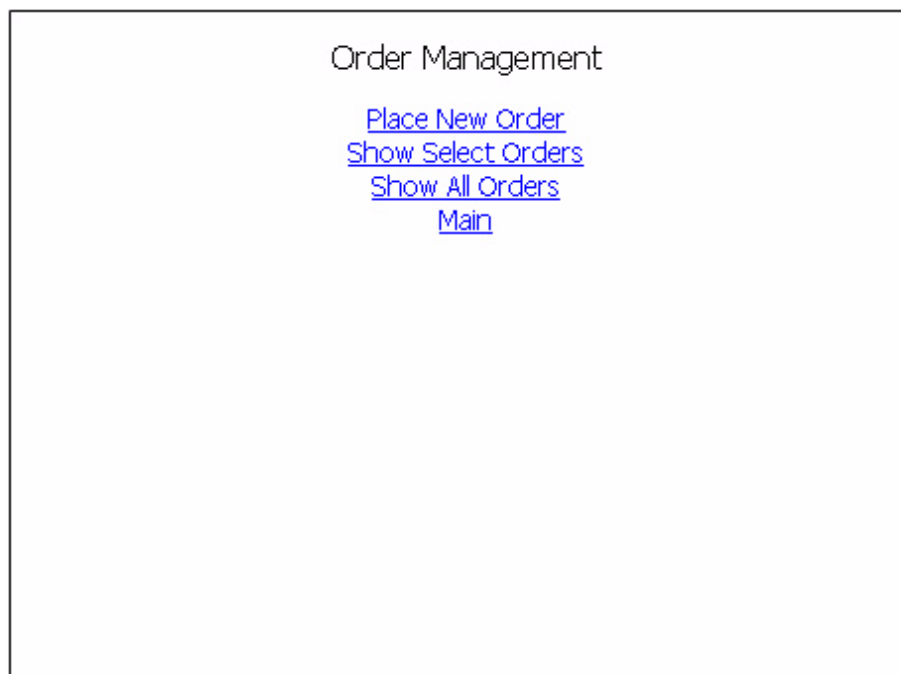 Order Management
Place New Order
Show Select Orders
Show All Orders
Main